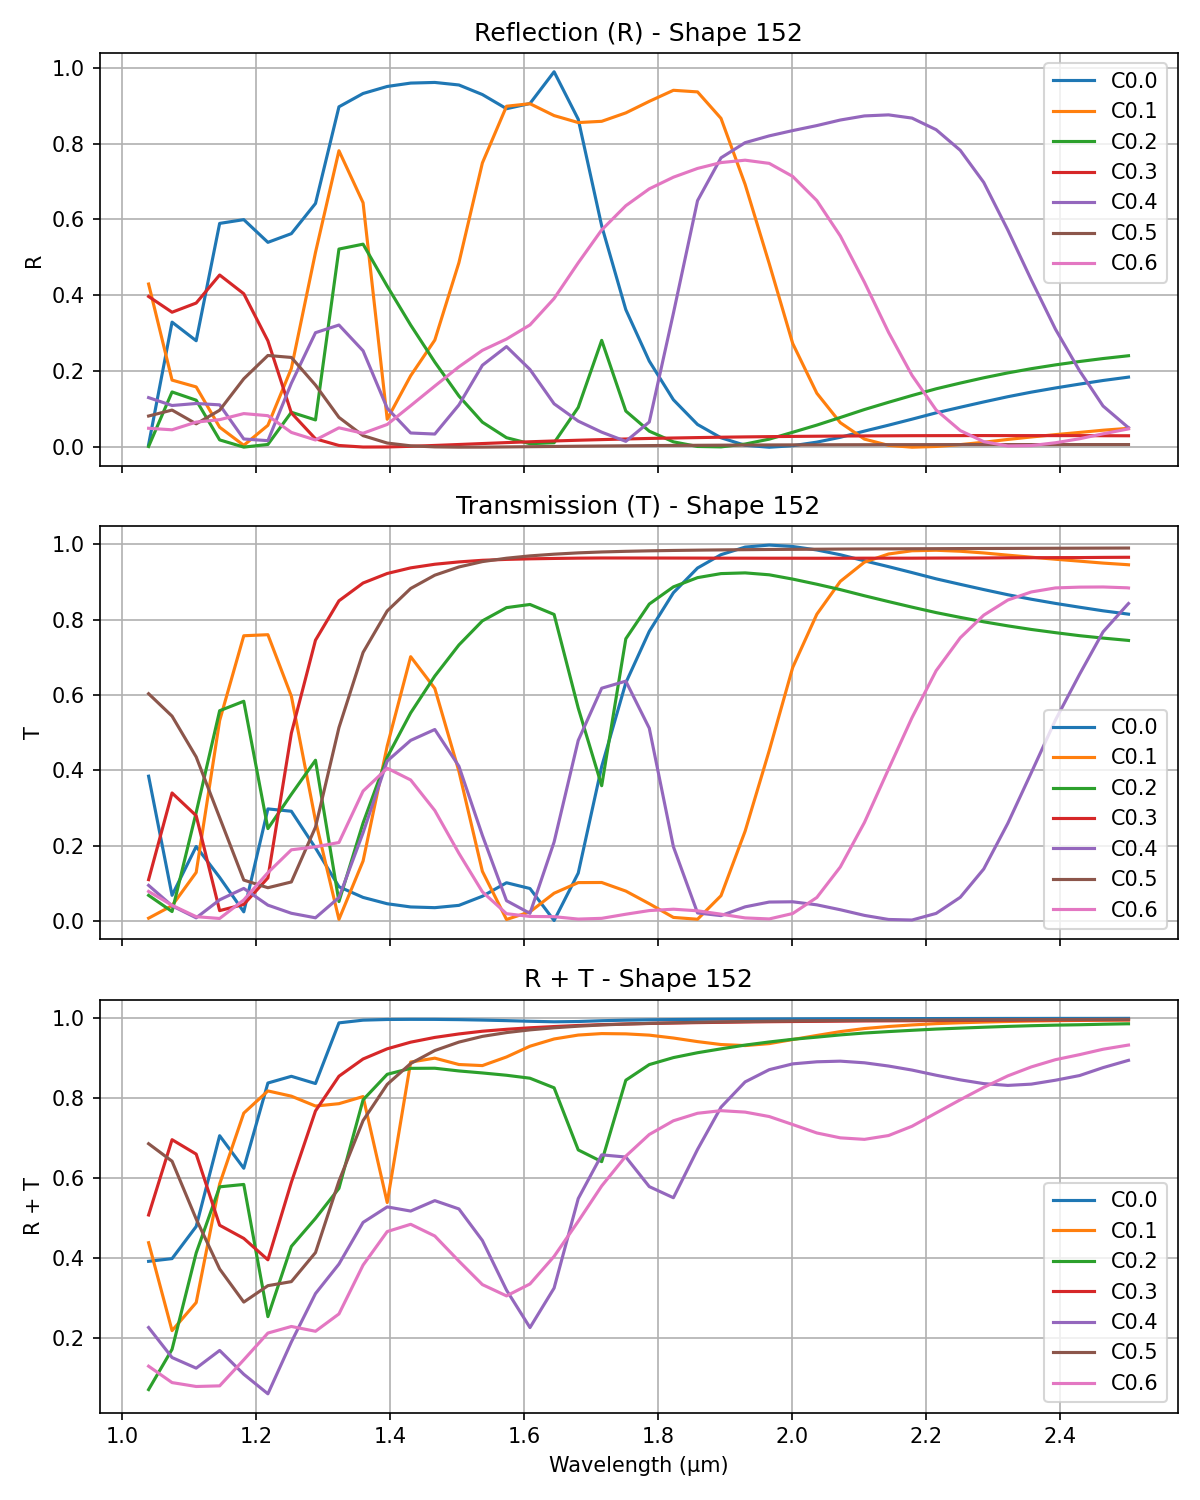 Reflection (R) - Shape 152
1.0
0.8
0.6
0.4
0.2
0.0
R
C0.0
C0.1
C0.2
C0.3
C0.4
C0.5
C0.6
Transmission (T) - Shape 152
1.0
0.8
0.6
0.4
0.2
0.0
T
C0.0
C0.1
C0.2
C0.3
C0.4
C0.5
C0.6
R + T - Shape 152
1.0
0.8
0.6
0.4
0.2
R + T
C0.0
C0.1
C0.2
C0.3
C0.4
C0.5
C0.6
1.0 1.2 1.4 1.6 1.8 2.0 2.2 2.4
Wavelength (μm)